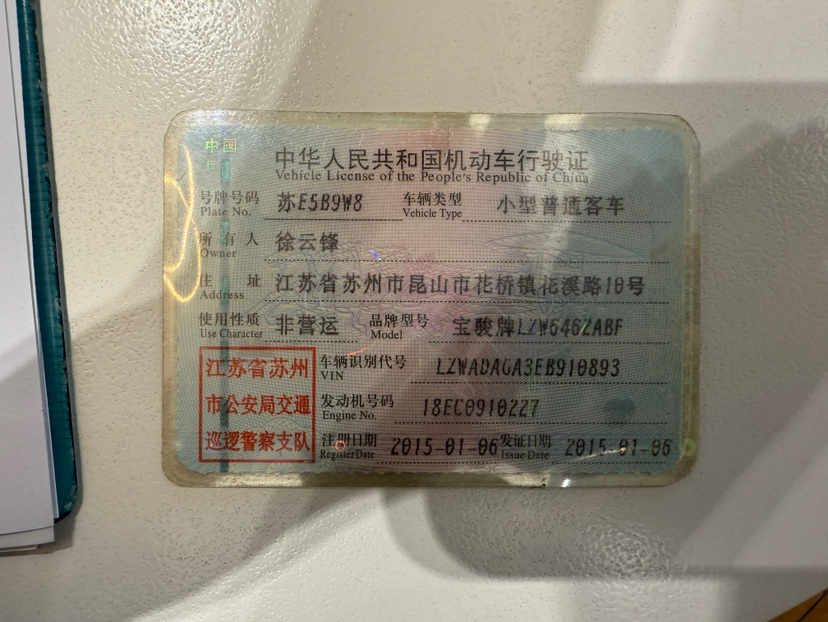 中国
中华人民共和国机动车行驶证
Vehicle License of the People's Republic of China
号牌号码 苏E5B9W8 车辆类型 小型普通客车
Plate No. Vehicle Type
所有人 徐云锋
Owner
住址 江苏省苏州市昆山市花桥镇花溪路18号
Address
使用性质 非营运 品牌型号 宝骏牌LZW6462ABF
Use Character Model
江苏省苏州 车辆识别代号 LZWADAGA3EB910893
VIN
市公安局交通 发动机号码 18EC0910227
Engine No.
巡逻警察支队 注册日期 2015-01-06 发证日期 2015-01-06
Register Date Issue Date